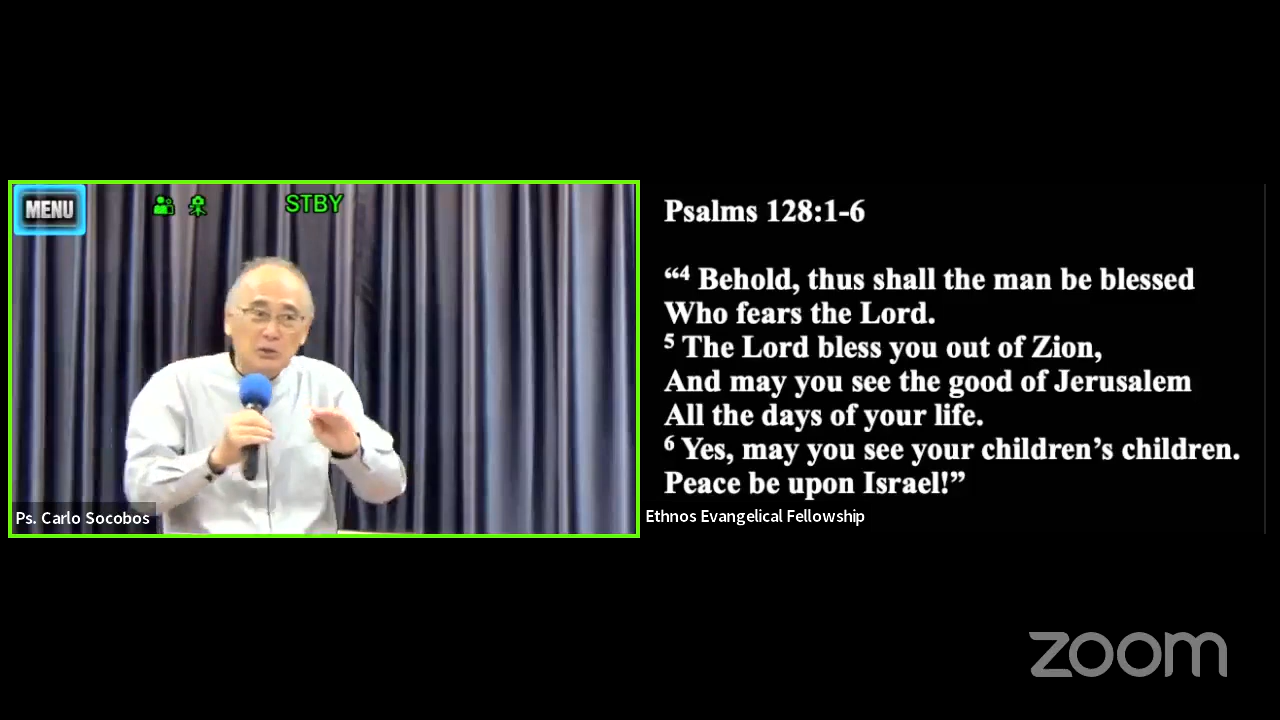 MENU
STBY
Ps. Carlo Socobos
Psalms 128:1-6
“4 Behold, thus shall the man be blessed
Who fears the Lord.
5 The Lord bless you out of Zion,
And may you see the good of Jerusalem
All the days of your life.
6 Yes, may you see your children’s children.
Peace be upon Israel!”
Ethnos Evangelical Fellowship
zoom